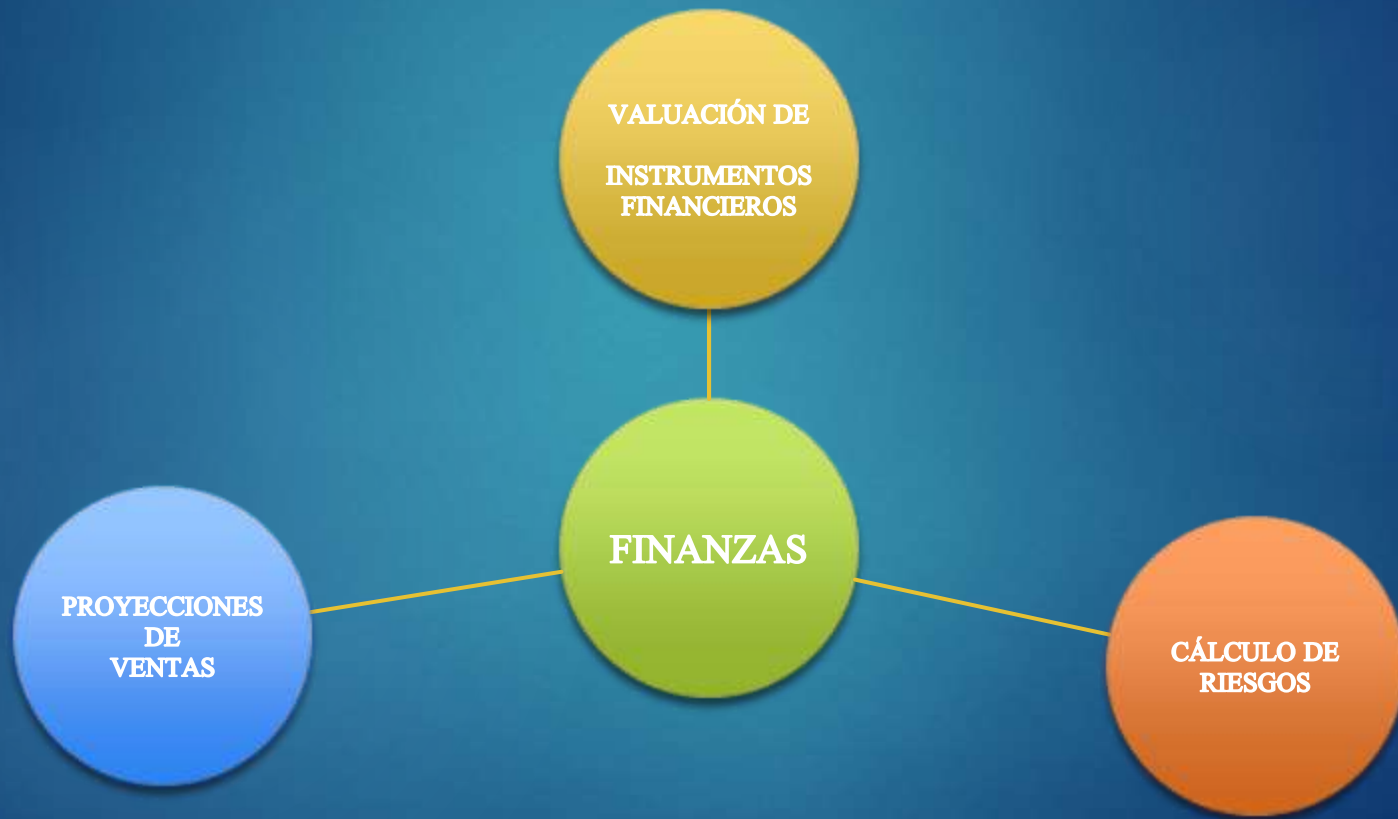 VALUACIÓN DE
INSTRUMENTOS
FINANCIEROS
FINANZAS
PROYECCIONES
DE
VENTAS
CÁLCULO DE
RIESGOS